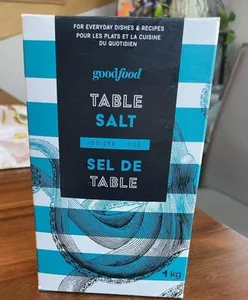 FOR EVERYDAY DISHES & RECIPES
POUR LES PLATS ET LA CUISINE
DU QUOTIDIEN
goodfood
TABLE
SALT
IODIZED IODÉ
SEL DE
TABLE
1 kg